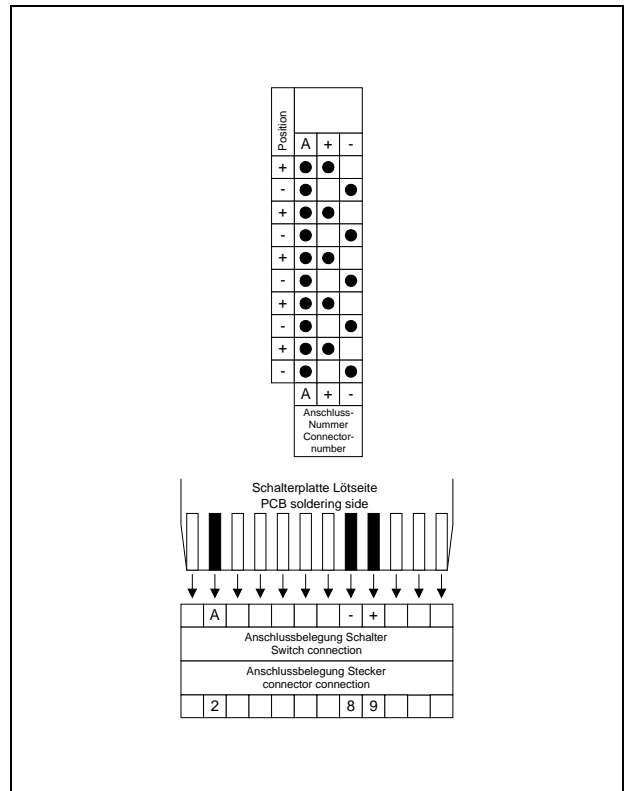 Position
A + -
+
-
+
-
+
-
+
-
+
-
A + -
Anschluss-
Nummer
Connector-
number
Schalterplatte Lötseite
PCB soldering side
A - +
Anschlussbelegung Schalter
Switch connection
Anschlussbelegung Stecker
connector connection
2 8 9